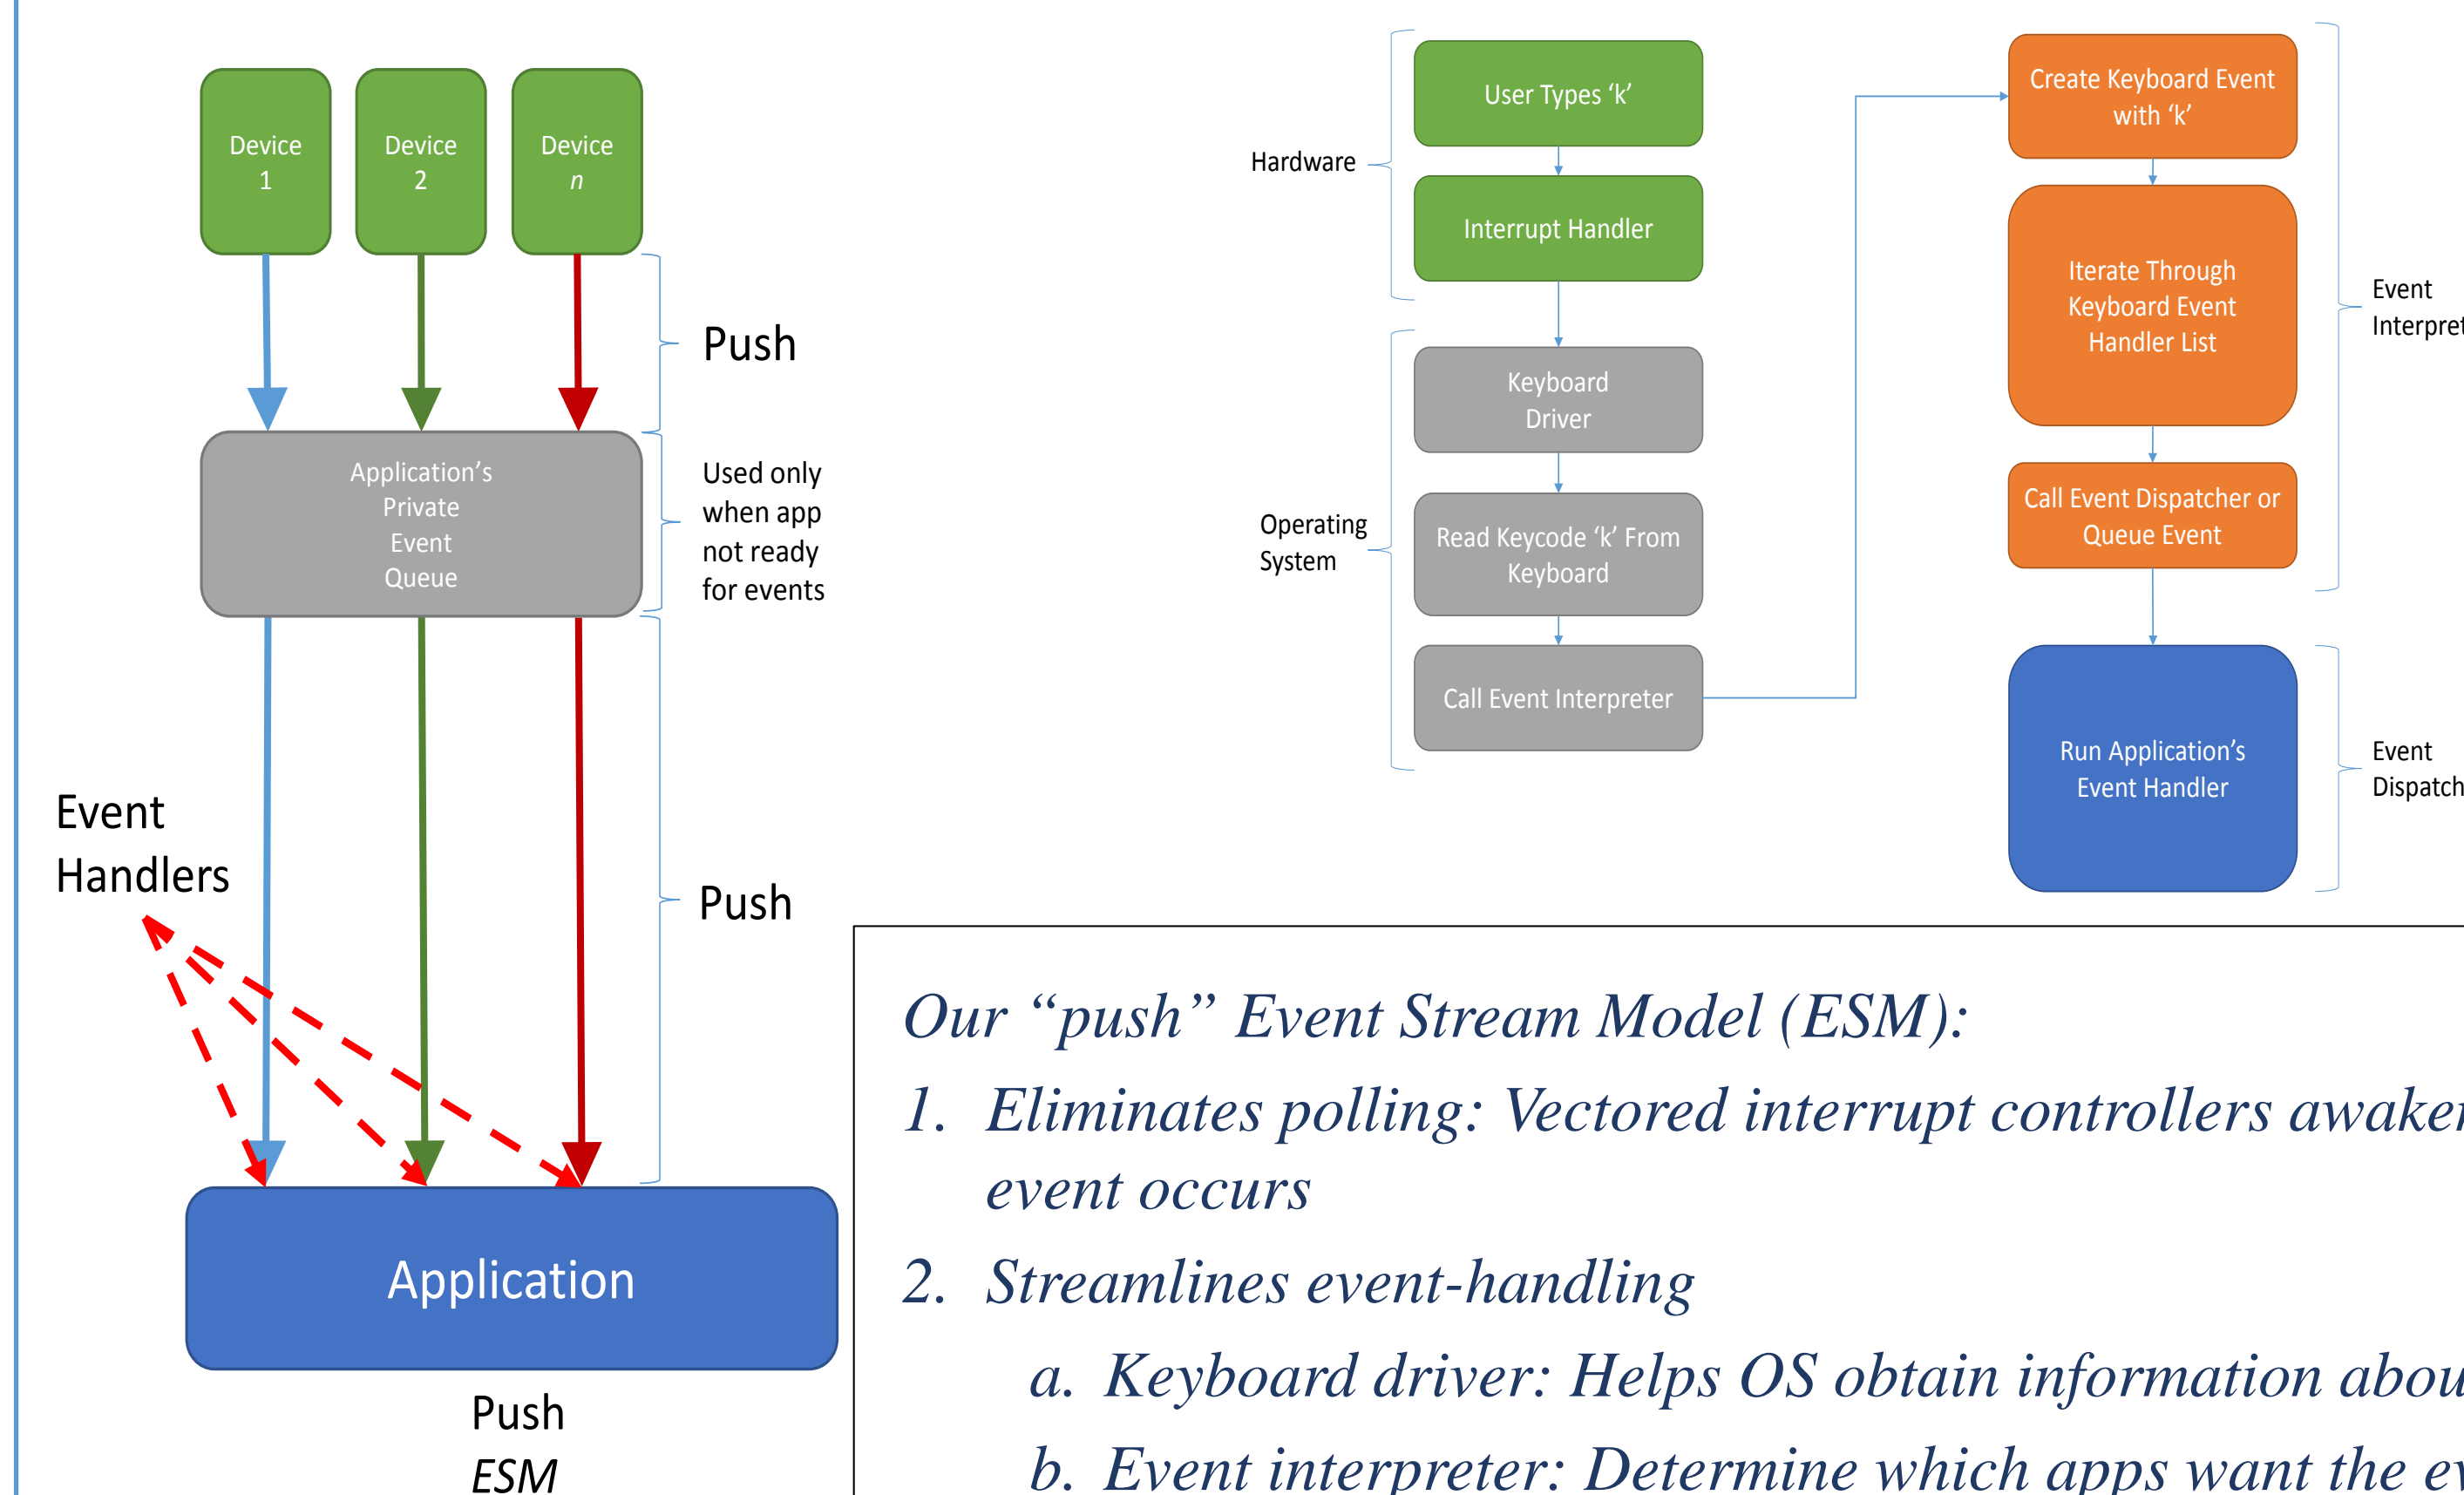 Device
1
Device
2
Device
n
Push
Application’s
Private
Event
Queue
Used only
when app
not ready
for events
Event
Handlers
Push
Application
Push
ESM
Hardware
User Types ‘k’
Interrupt Handler
Operating
System
Keyboard
Driver
Read Keycode ‘k’ From
Keyboard
Call Event Interpreter
Create Keyboard Event
with ‘k’
Iterate Through
Keyboard Event
Handler List
Call Event Dispatcher or
Queue Event
Event
Interpret
Run Application’s
Event Handler
Event
Dispatch
Our “push” Event Stream Model (ESM):
1. Eliminates polling: Vectored interrupt controllers awaken
event occurs
2. Streamlines event-handling
a. Keyboard driver: Helps OS obtain information about
b. Event interpreter: Determine which apps want the